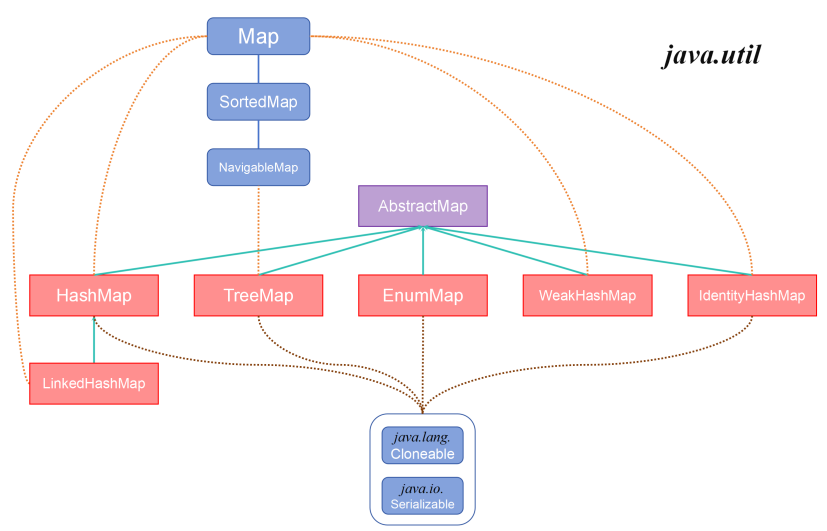 Map
java.util
SortedMap
NavigableMap
AbstractMap
HashMap
TreeMap
EnumMap
WeakHashMap
IdentityHashMap
LinkedHashMap
java.lang.
Cloneable
java.io.
Serializable